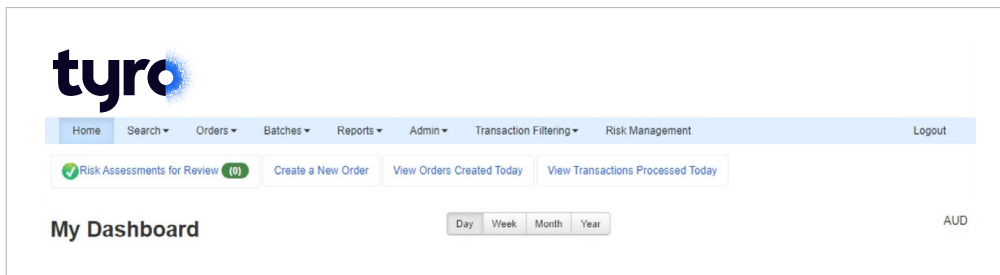 tyro
Home Search Orders Batches Reports Admin Transaction Filtering Risk Management Logout
Risk Assessments for Review (0) Create a New Order View Orders Created Today View Transactions Processed Today
My Dashboard Day Week Month Year AUD